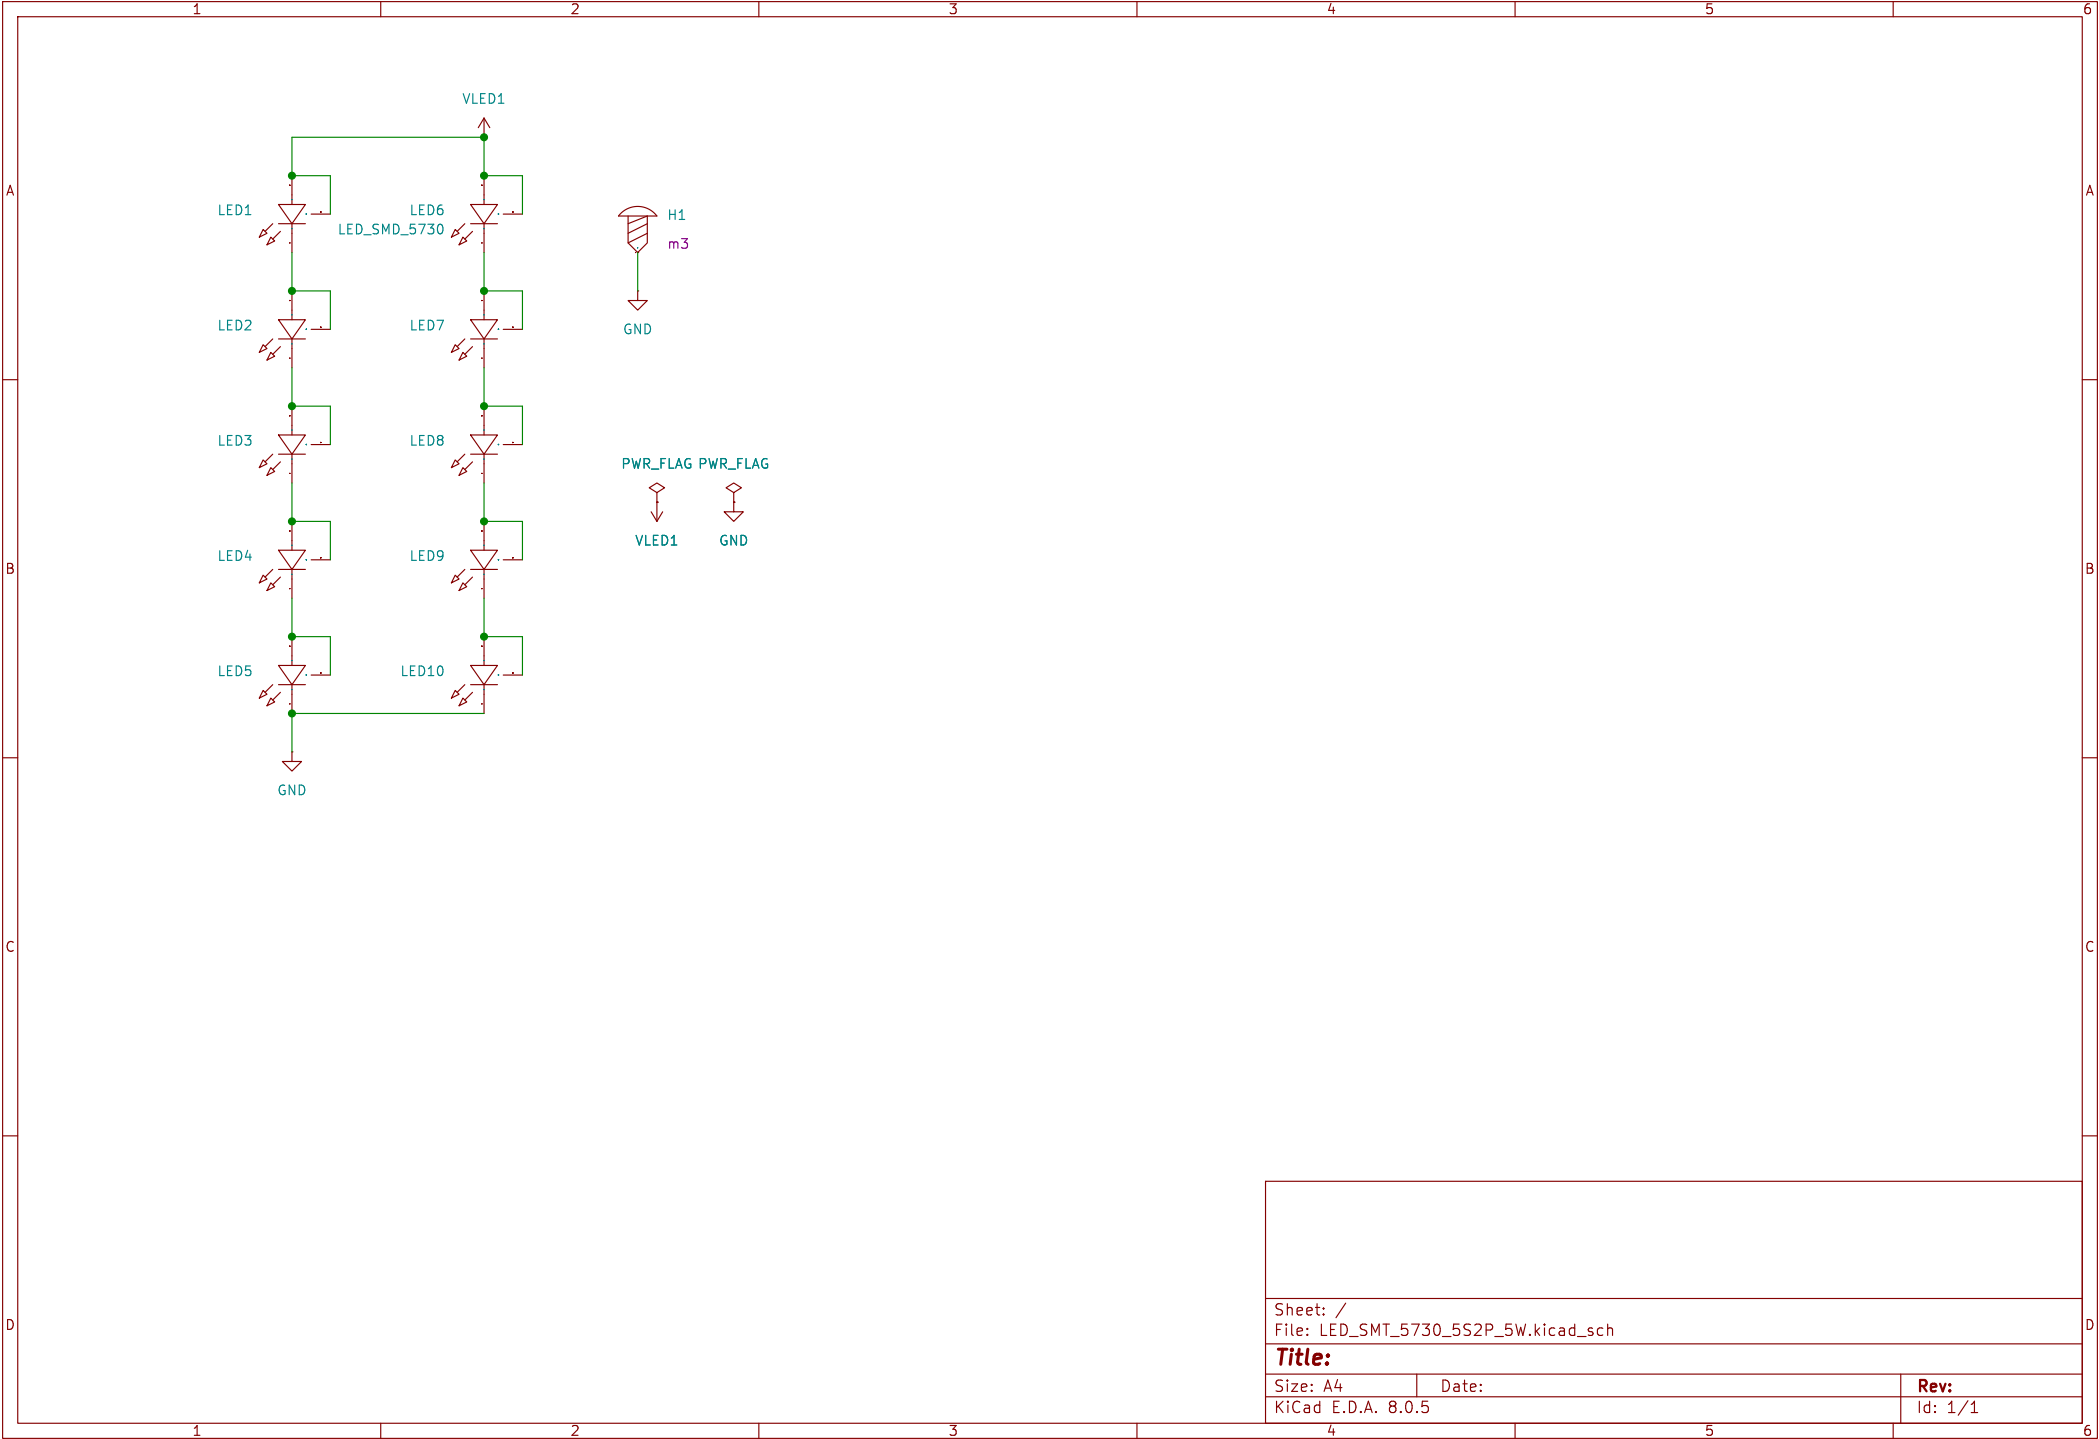 1 2 3 4 5 6
VLED1
A A
LED1 LED6 H1
LED_SMD_5730
m3
LED2 LED7 GND
B B
LED3 LED8
PWR_FLAG PWR_FLAG
VLED1 GND
LED4 LED9
LED5 LED10
GND
C C
D D
Sheet: /
File: LED_SMT_5730_5S2P_5W.kicad_sch
Title:
Size: A4 Date: Rev:
KiCad E.D.A. 8.0.5 Id: 1/1
1 2 3 4 5 6